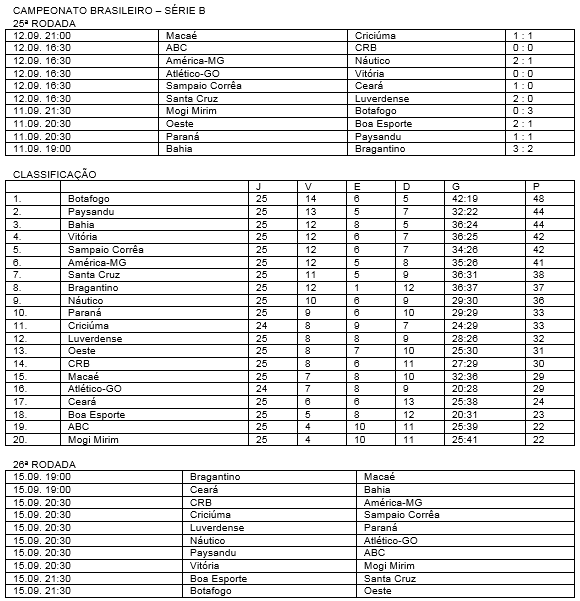 CAMPEONATO BRASILEIRO – SÉRIE B
25ª RODADA
12.09. 21:00 Macaé Criciúma 1 : 1
12.09. 16:30 ABC CRB 0 : 0
12.09. 16:30 América-MG Náutico 2 : 1
12.09. 16:30 Atlético-GO Vitória 0 : 0
12.09. 16:30 Sampaio Corrêa Ceará 1 : 0
12.09. 16:30 Santa Cruz Luverdense 2 : 0
11.09. 21:30 Mogi Mirim Botafogo 0 : 3
11.09. 20:30 Oeste Boa Esporte 2 : 1
11.09. 20:30 Paraná Paysandu 1 : 1
11.09. 19:00 Bahia Bragantino 3 : 2
CLASSIFICAÇÃO
J V E D G P
1. Botafogo 25 14 6 5 42:19 48
2. Paysandu 25 13 5 7 32:22 44
3. Bahia 25 12 8 5 36:24 44
4. Vitória 25 12 6 7 36:25 42
5. Sampaio Corrêa 25 12 6 7 34:26 42
6. América-MG 25 12 5 8 35:26 41
7. Santa Cruz 25 11 5 9 36:31 38
8. Bragantino 25 12 1 12 36:37 37
9. Náutico 25 10 6 9 29:30 36
10. Paraná 25 9 6 10 29:29 33
11. Criciúma 24 8 9 7 24:29 33
12. Luverdense 25 8 8 9 28:26 32
13. Oeste 25 8 7 10 25:30 31
14. CRB 25 8 6 11 27:29 30
15. Macaé 25 7 8 10 32:36 29
16. Atlético-GO 24 7 8 9 20:28 29
17. Ceará 25 6 6 13 25:38 24
18. Boa Esporte 25 5 8 12 20:31 23
19. ABC 25 4 10 11 25:39 22
20. Mogi Mirim 25 4 10 11 25:41 22
26ª RODADA
15.09. 19:00 Bragantino Macaé
15.09. 19:00 Ceará Bahia
15.09. 20:30 CRB América-MG
15.09. 20:30 Criciúma Sampaio Corrêa
15.09. 20:30 Luverdense Paraná
15.09. 20:30 Náutico Atlético-GO
15.09. 20:30 Paysandu ABC
15.09. 20:30 Vitória Mogi Mirim
15.09. 21:30 Boa Esporte Santa Cruz
15.09. 21:30 Botafogo Oeste